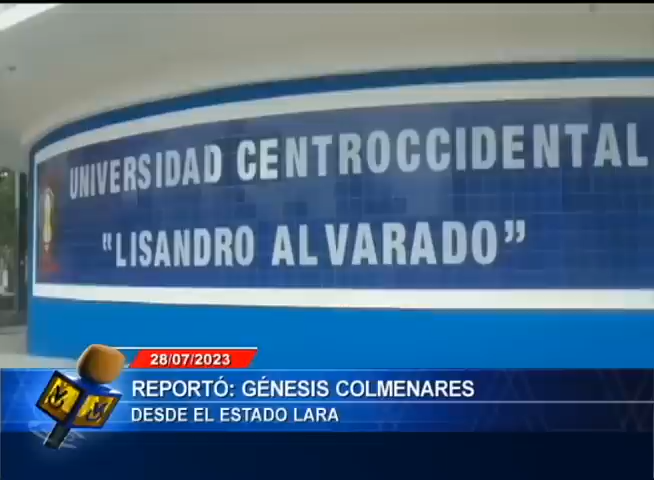 UNIVERSIDAD CENTROCCIDENTAL
"LISANDRO ALVARADO"
28/07/2023
REPORTÓ: GÉNESIS COLMENARES
DESDE EL ESTADO LARA